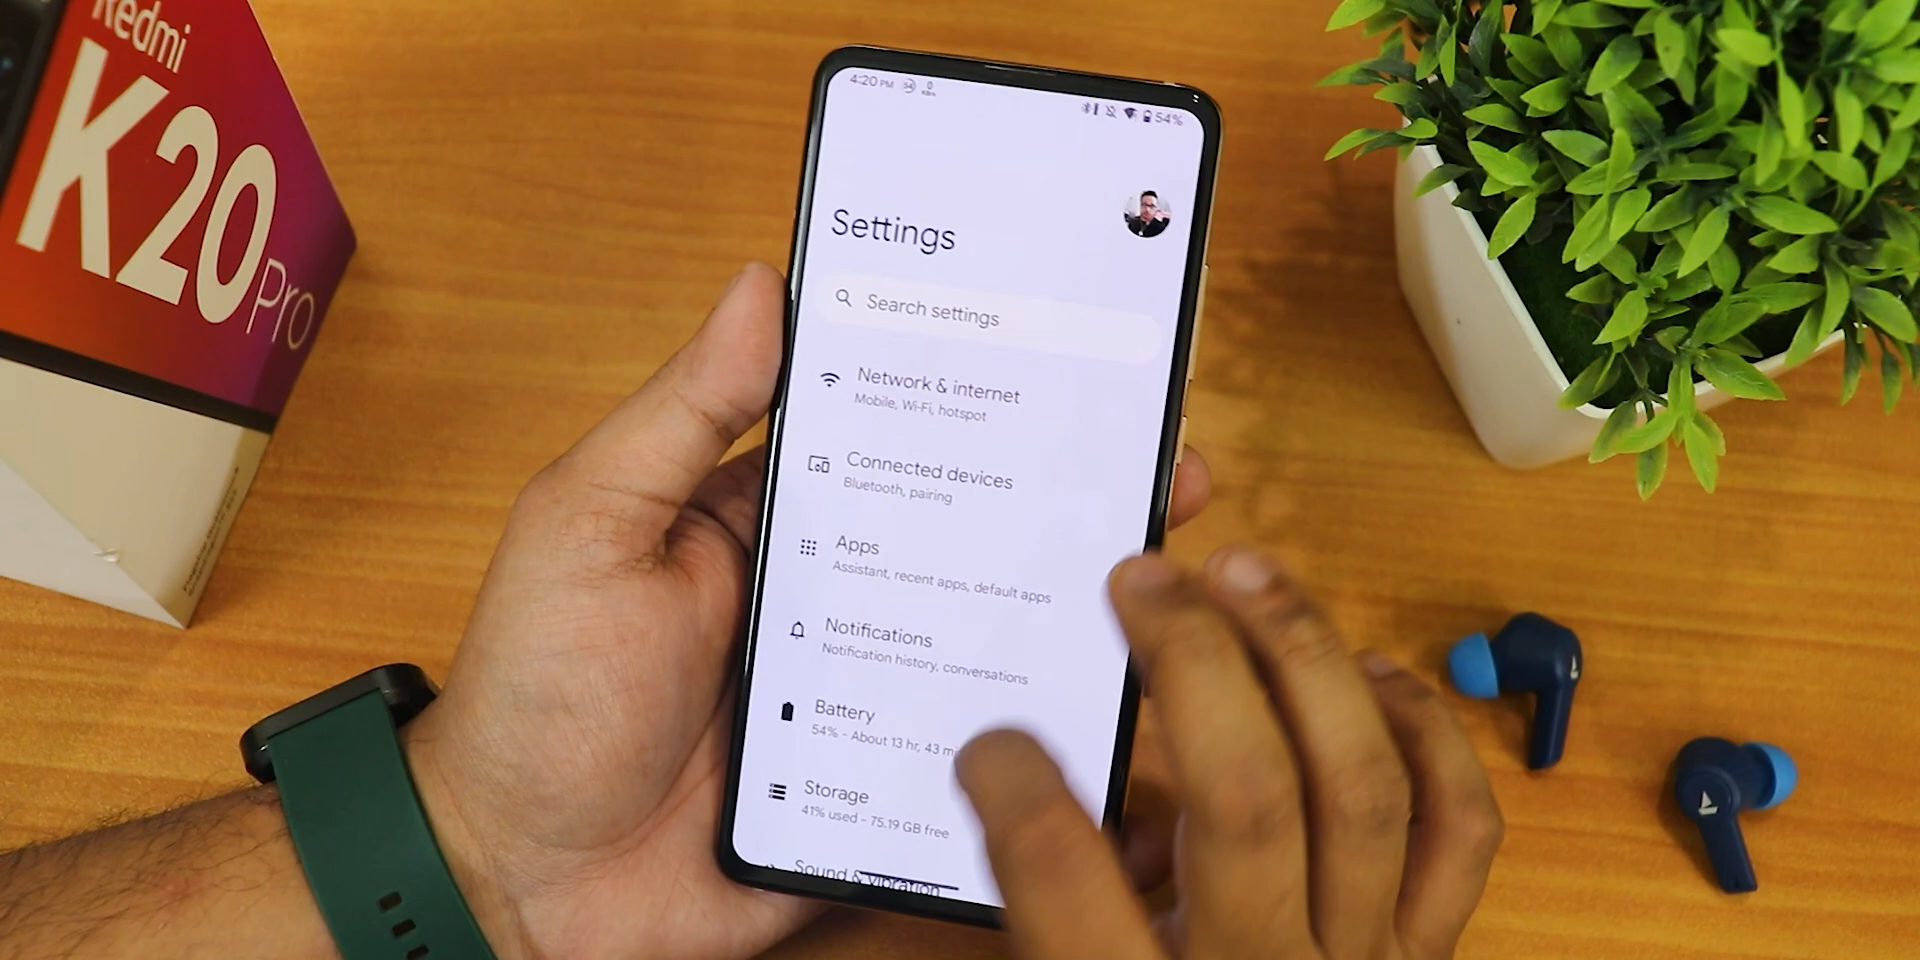 Redmi
K20 Pro
4:20 PM
54%
Settings
Search settings
Network & internet
Mobile, Wi-Fi, hotspot
Connected devices
Bluetooth, pairing
Apps
Assistant, recent apps, default apps
Notifications
Notification history, conversations
Battery
54% - About 13 hr, 43
Storage
41% used - 75.19 GB free
Sound & vibration